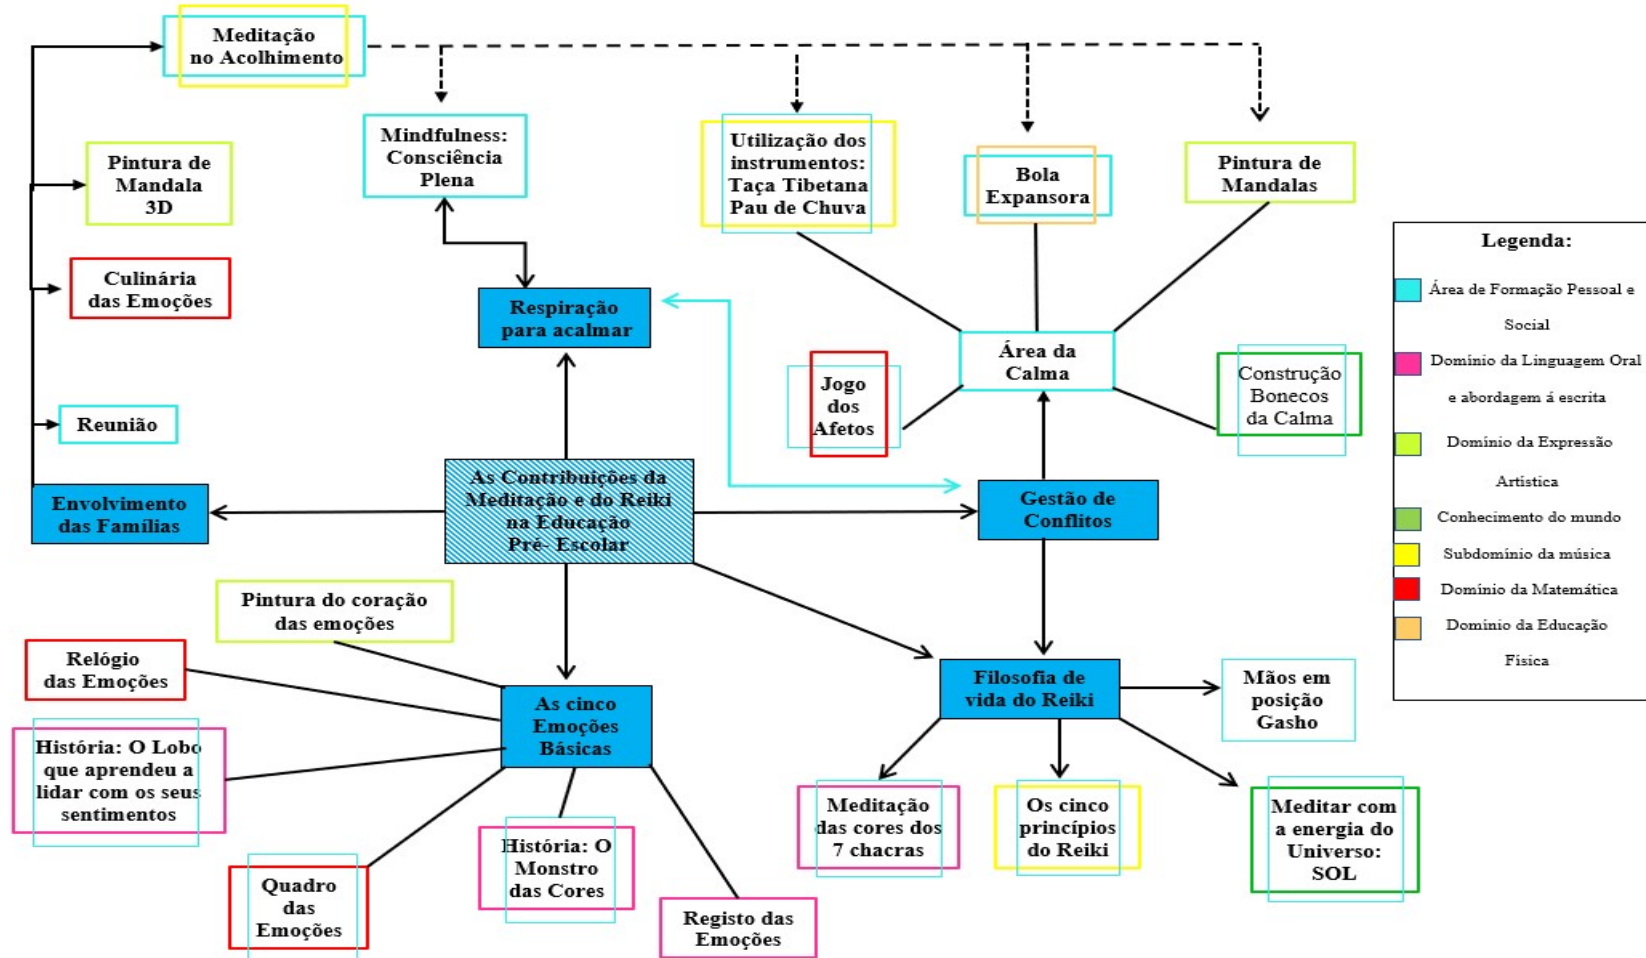 Meditação
no Acolhimento
Pintura de
Mandala
3D
Culinária
das Emoções
Reunião
Envolvimento
das Famílias
Mindfulness:
Consciência
Plena
Respiração
para acalmar
Utilização dos
instrumentos:
Taça Tibetana
Pau de Chuva
Bola
Expansora
Pintura de
Mandalas
Área da
Calma
Jogo
dos
Afetos
Construção
Bonecos
da Calma
As Contribuições da
Meditação e do Reiki
na Educação
Pré- Escolar
Gestão de
Conflitos
Pintura do coração
das emoções
Relógio
das Emoções
História: O Lobo
que aprendeu a
lidar com os seus
sentimentos
As cinco
Emoções
Básicas
Quadro
das
Emoções
História: O
Monstro
das Cores
Registo das
Emoções
Filosofia de
vida do Reiki
Mãos em
posição
Gasho
Meditação
das cores dos
7 chacras
Os cinco
princípios
do Reiki
Meditar com
a energia do
Universo:
SOL
Legenda:
Área de Formação Pessoal e
Social
Domínio da Linguagem Oral
e abordagem á escrita
Domínio da Expressão
Artística
Conhecimento do mundo
Subdomínio da música
Domínio da Matemática
Domínio da Educação
Física